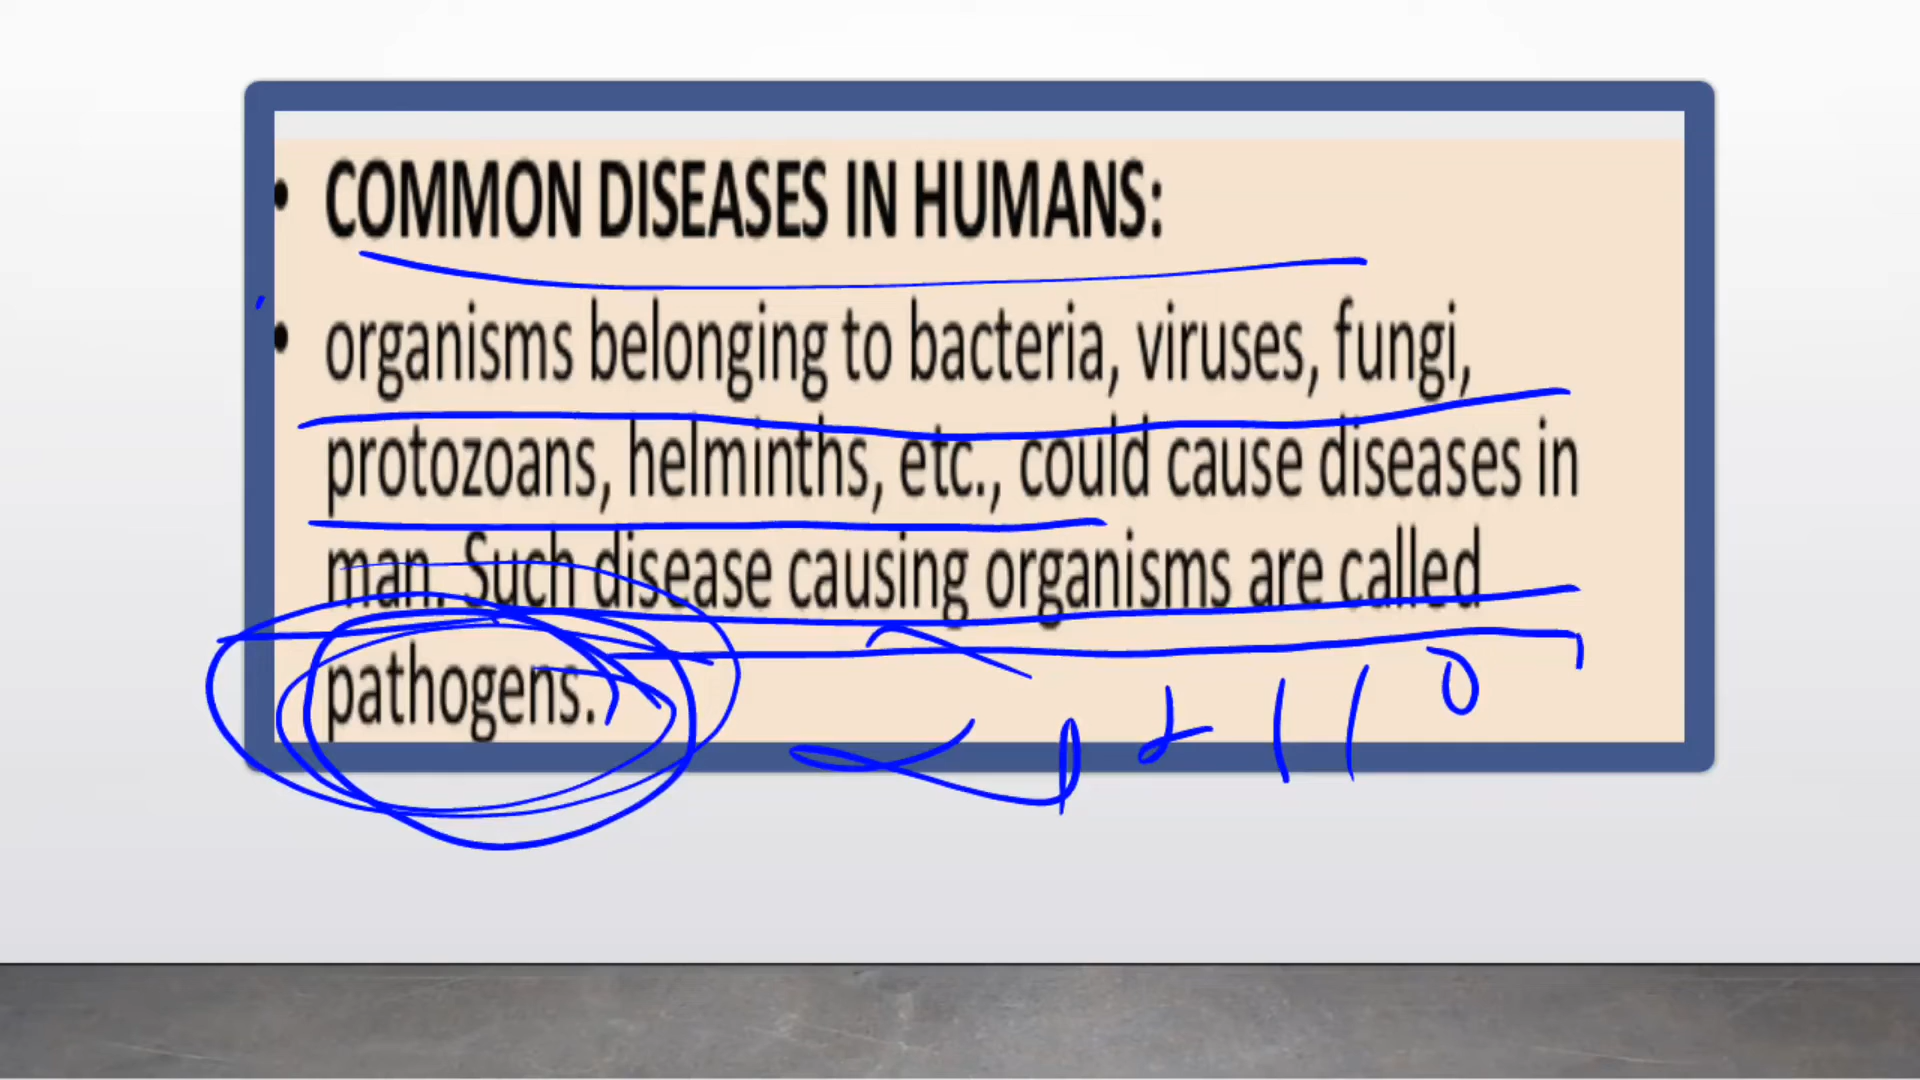 • COMMON DISEASES IN HUMANS:
• organisms belonging to bacteria, viruses, fungi,
protozoans, helminths, etc., could cause diseases in
man. Such disease causing organisms are called
pathogens.